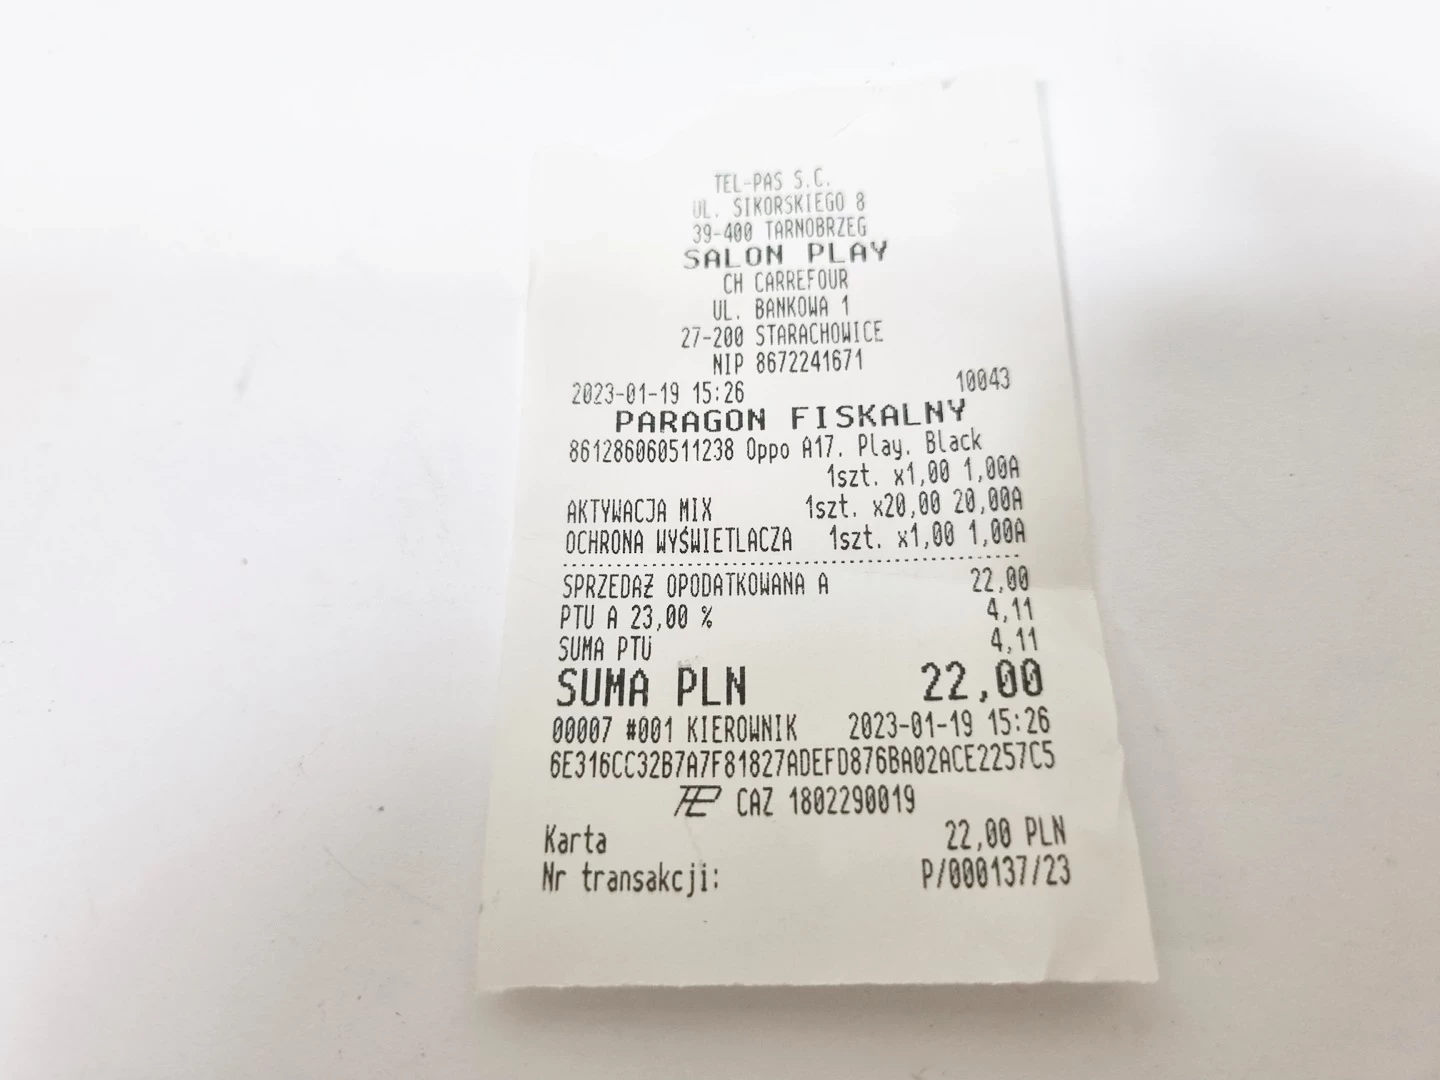 TEL-PAS S.C.
UL. SIKORSKIEGO 8
39-400 TARNOBRZEG
SALON PLAY
CH CARREFOUR
UL. BANKOWA 1
27-200 STARACHOWICE
NIP 8672241671
2023-01-19 15:26 10043
PARAGON FISKALNY
861286060511238 Oppo A17. Play. Black
1szt. x1,00 1,00A
AKTYWACJA MIX 1szt. x20,00 20,00A
OCHRONA WYŚWIETLACZA 1szt. x1,00 1,00A
SPRZEDAŻ OPODATKOWANA A 22,00
PTU A 23,00 % 4,11
SUMA PTU 4,11
SUMA PLN 22,00
00007 #001 KIEROWNIK 2023-01-19 15:26
6E316CC32B7A7F81827ADEFD876BA02ACE2257C5
CAZ 1802290019
Karta 22,00 PLN
Nr transakcji: P/000137/23